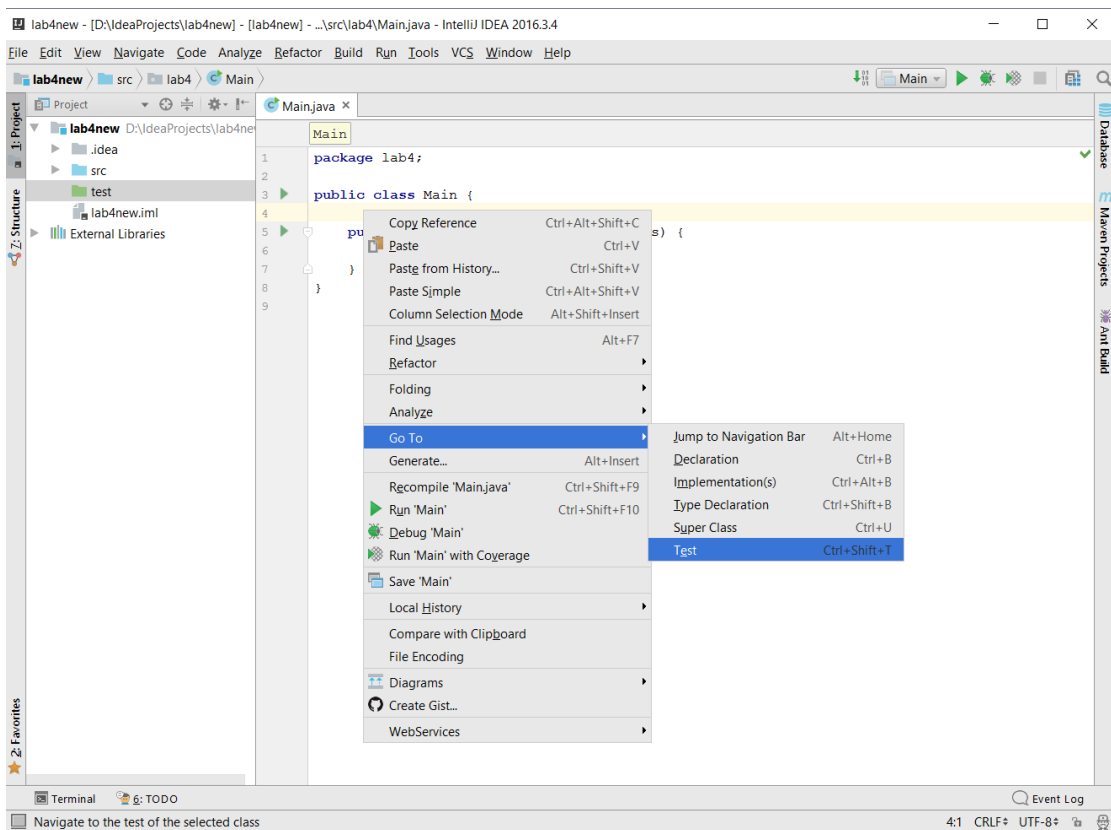 lab4new - [D:\IdeaProjects\lab4new] - [lab4new] - ...\src\lab4\Main.java - IntelliJ IDEA 2016.3.4
File Edit View Navigate Code Analyze Refactor Build Run Tools VCS Window Help
lab4new src lab4 Main Main
1: Project
Z: Structure
2: Favorites
Project
lab4new D:\IdeaProjects\lab4ne
.idea
src
test
lab4new.iml
External Libraries
Main.java
Main
1 package lab4;
2
3 public class Main {
4
5 pu s) {
6
7 }
8 }
9
Copy Reference Ctrl+Alt+Shift+C
Paste Ctrl+V
Paste from History... Ctrl+Shift+V
Paste Simple Ctrl+Alt+Shift+V
Column Selection Mode Alt+Shift+Insert
Find Usages Alt+F7
Refactor
Folding
Analyze
Go To
Generate... Alt+Insert
Recompile 'Main.java' Ctrl+Shift+F9
Run 'Main' Ctrl+Shift+F10
Debug 'Main'
Run 'Main' with Coverage
Save 'Main'
Local History
Compare with Clipboard
File Encoding
Diagrams
Create Gist...
WebServices
Jump to Navigation Bar Alt+Home
Declaration Ctrl+B
Implementation(s) Ctrl+Alt+B
Type Declaration Ctrl+Shift+B
Super Class Ctrl+U
Test Ctrl+Shift+T
Database
Maven Projects
Ant Build
Terminal 6: TODO Event Log
Navigate to the test of the selected class 4:1 CRLF UTF-8